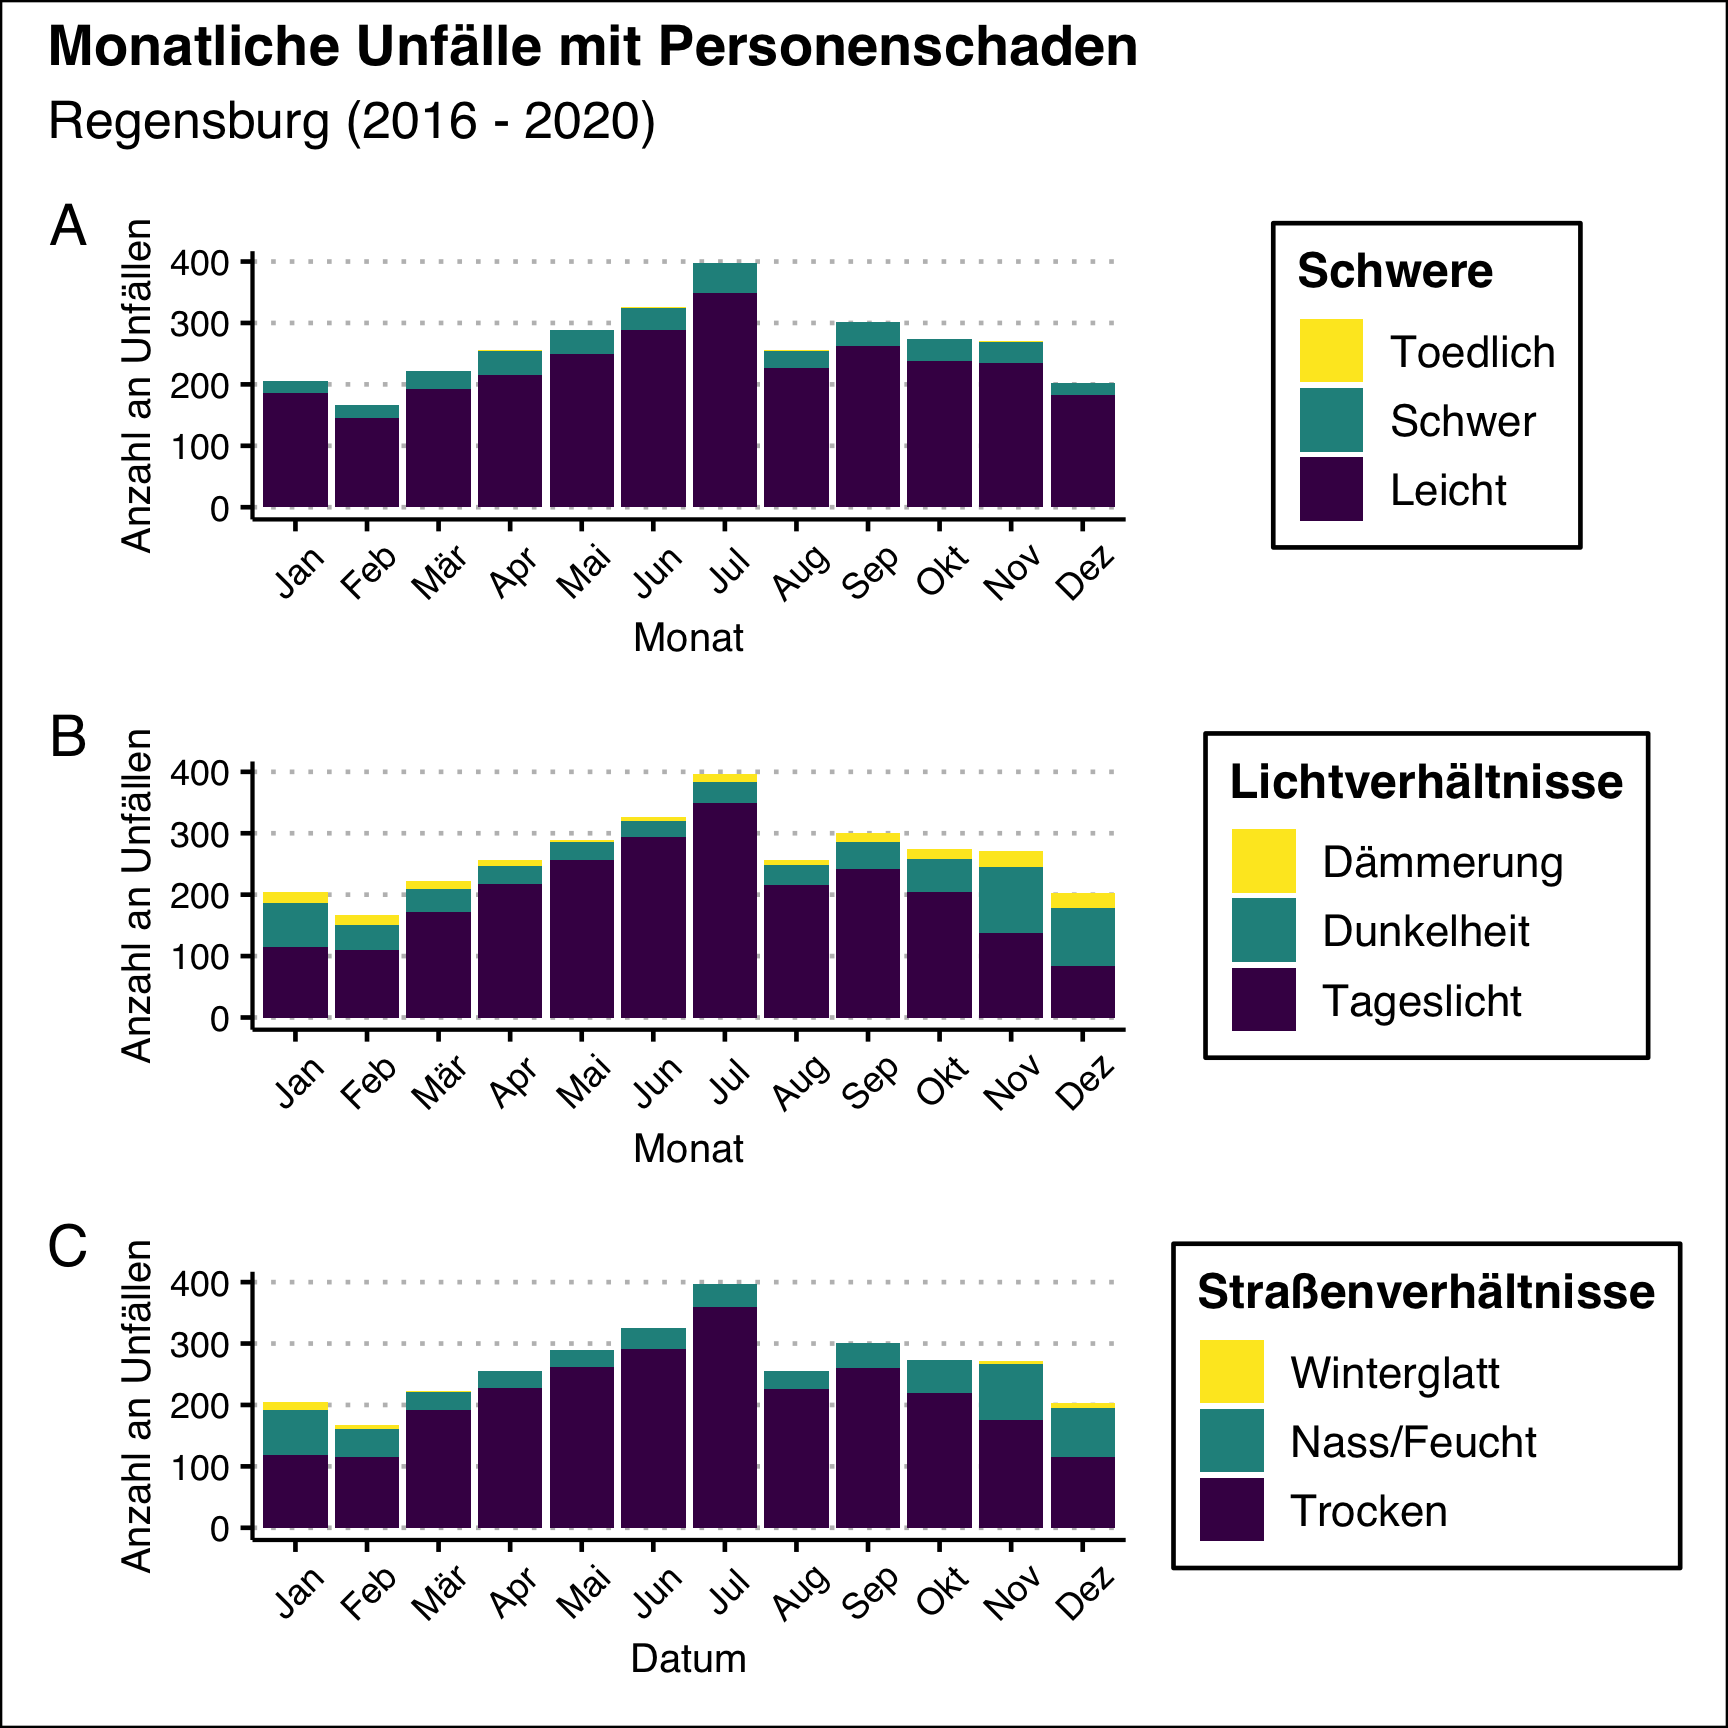 Monatliche Unfälle mit Personenschaden
Regensburg (2016 - 2020)
A
Anzahl an Unfällen
400
300
200
100
0
Jan Feb Mär Apr Mai Jun Jul Aug Sep Okt Nov Dez
Monat
Schwere
Toedlich
Schwer
Leicht
B
Anzahl an Unfällen
400
300
200
100
0
Jan Feb Mär Apr Mai Jun Jul Aug Sep Okt Nov Dez
Monat
Lichtverhältnisse
Dämmerung
Dunkelheit
Tageslicht
C
Anzahl an Unfällen
400
300
200
100
0
Jan Feb Mär Apr Mai Jun Jul Aug Sep Okt Nov Dez
Datum
Straßenverhältnisse
Winterglatt
Nass/Feucht
Trocken